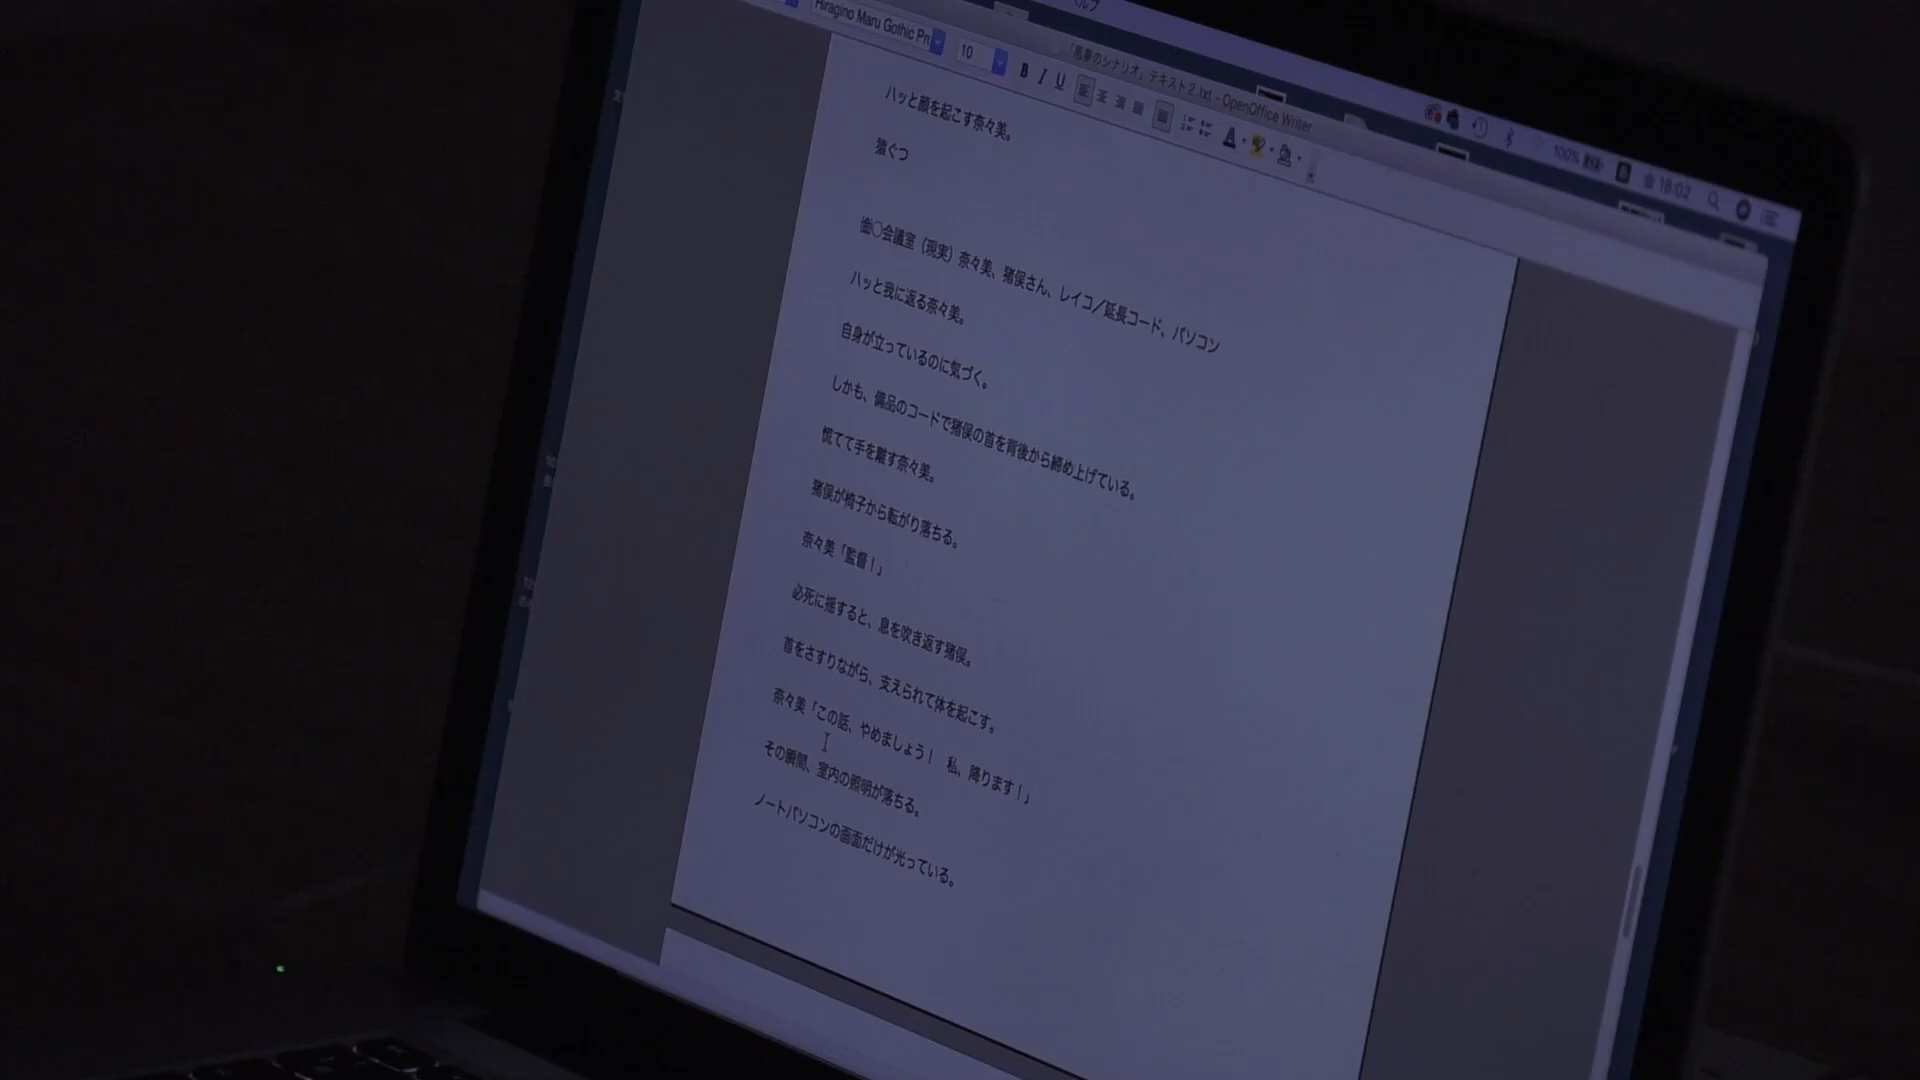 ヘルプ
「悪夢のシナリオ」テキスト2.txt - OpenOffice Writer
100%
金 18:02
Hiragino Maru Gothic Pr
10
B I U
ハッと顔を起こす奈々美。
猿ぐつ
○会議室（現実）奈々美、猪俣さん、レイコ／延長コード、パソコン
ハッと我に返る奈々美。
自身が立っているのに気づく。
しかも、備品のコードで猪俣の首を背後から締め上げている。
慌てて手を離す奈々美。
猪俣が椅子から転がり落ちる。
奈々美「監督！」
必死に揺すると、息を吹き返す猪俣。
首をさすりながら、支えられて体を起こす。
奈々美「この話、やめましょう！　私、降ります！」
その瞬間、室内の照明が落ちる。
ノートパソコンの画面だけが光っている。